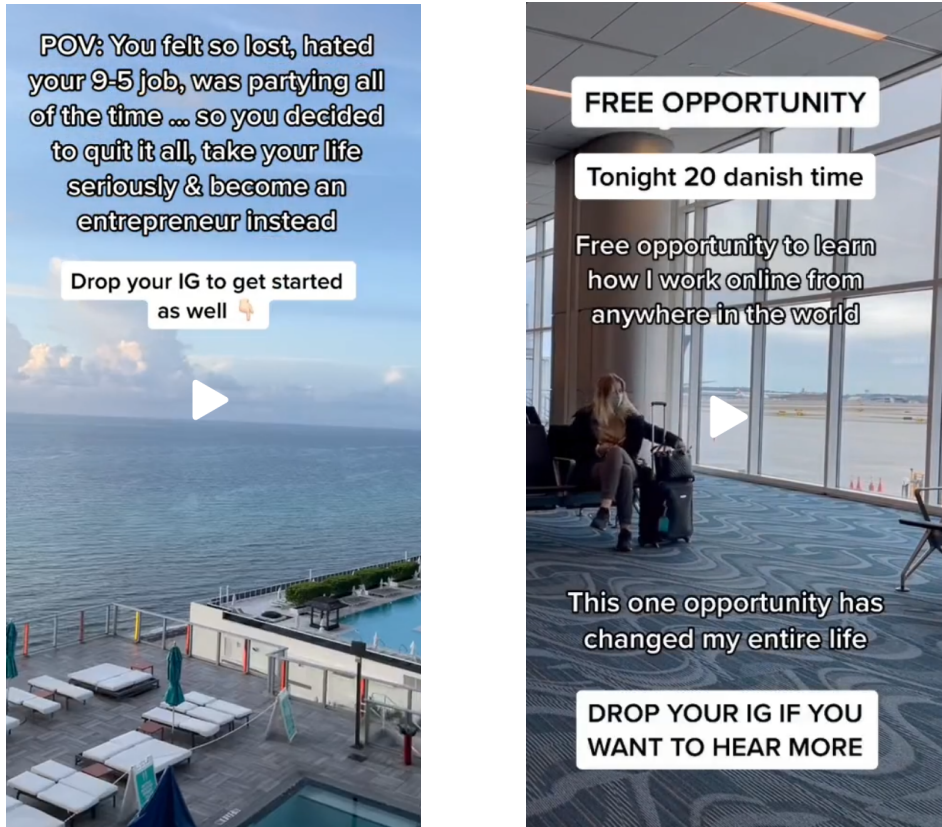 POV: You felt so lost, hated
your 9-5 job, was partying all
of the time ... so you decided
to quit it all, take your life
seriously & become an
entrepreneur instead
Drop your IG to get started
as well 👇🏻
FREE OPPORTUNITY
Tonight 20 danish time
Free opportunity to learn
how I work online from
anywhere in the world
This one opportunity has
changed my entire life
DROP YOUR IG IF YOU
WANT TO HEAR MORE